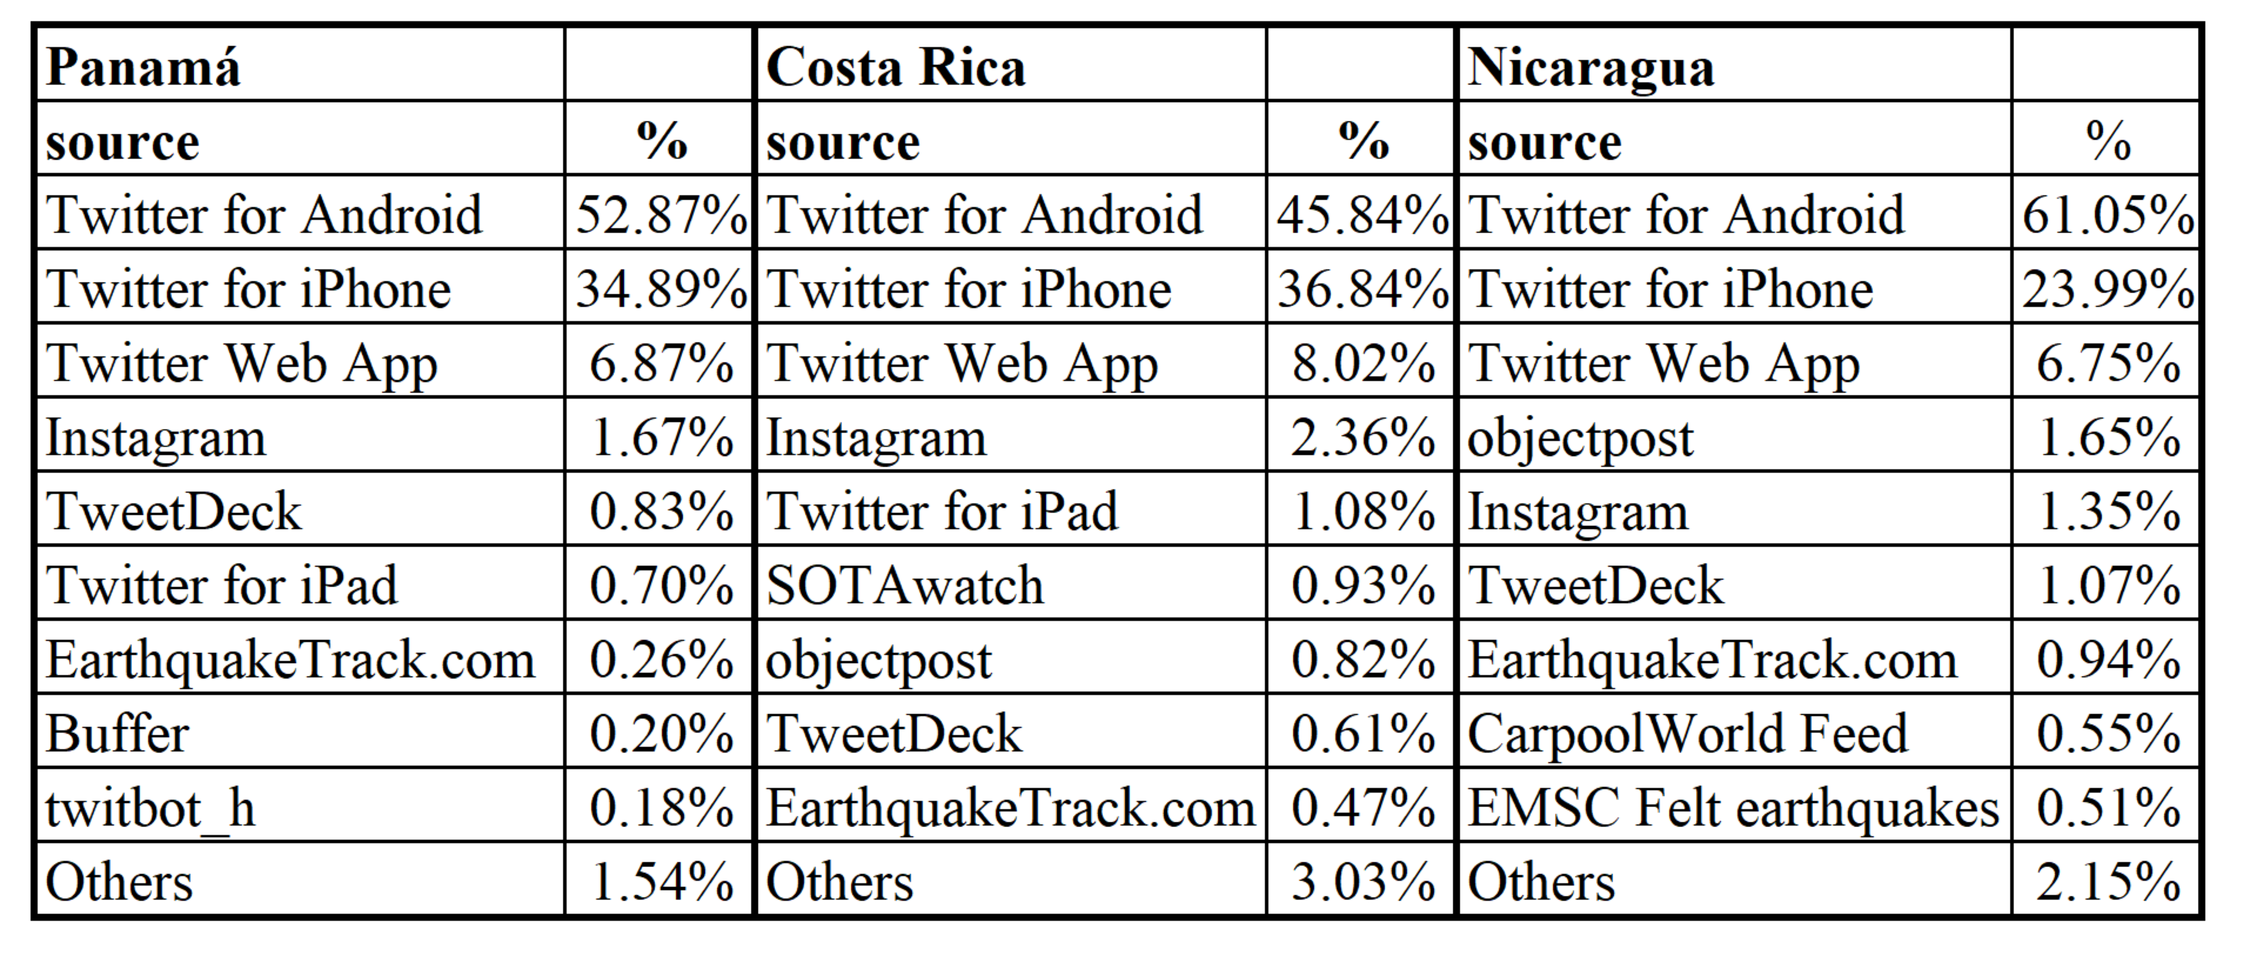 Panamá Costa Rica Nicaragua
source % source % source %
Twitter for Android 52.87% Twitter for Android 45.84% Twitter for Android 61.05%
Twitter for iPhone 34.89% Twitter for iPhone 36.84% Twitter for iPhone 23.99%
Twitter Web App 6.87% Twitter Web App 8.02% Twitter Web App 6.75%
Instagram 1.67% Instagram 2.36% objectpost 1.65%
TweetDeck 0.83% Twitter for iPad 1.08% Instagram 1.35%
Twitter for iPad 0.70% SOTAwatch 0.93% TweetDeck 1.07%
EarthquakeTrack.com 0.26% objectpost 0.82% EarthquakeTrack.com 0.94%
Buffer 0.20% TweetDeck 0.61% CarpoolWorld Feed 0.55%
twitbot_h 0.18% EarthquakeTrack.com 0.47% EMSC Felt earthquakes 0.51%
Others 1.54% Others 3.03% Others 2.15%